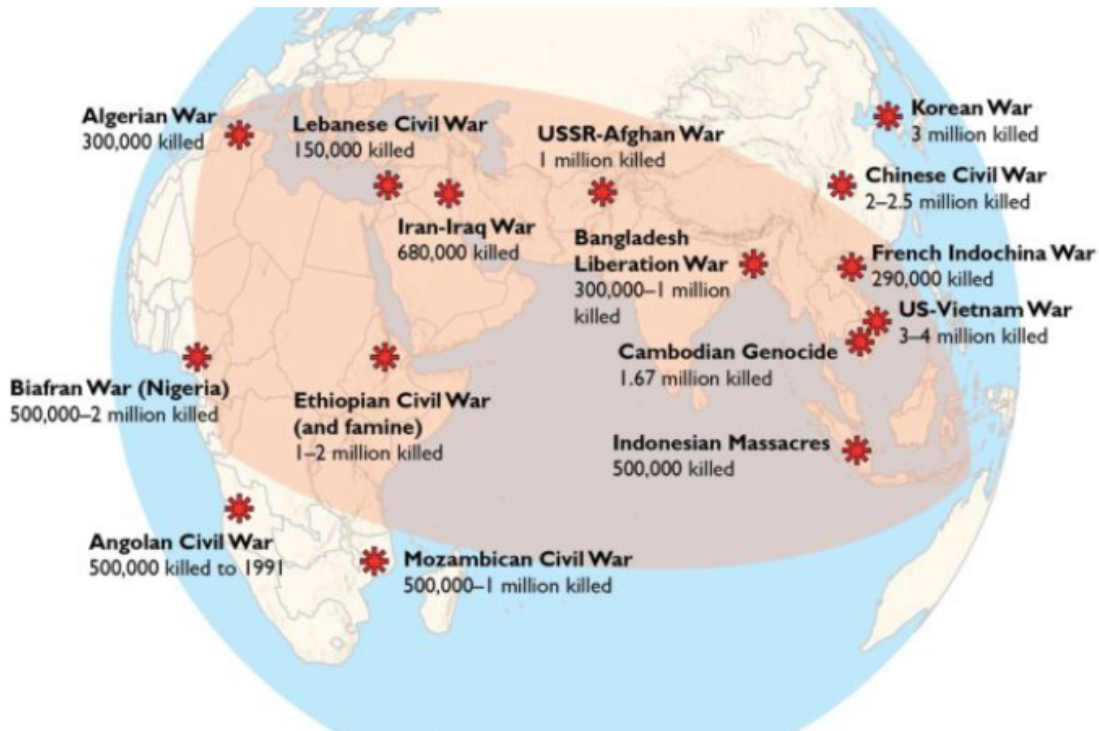 Algerian War
300,000 killed
Lebanese Civil War
150,000 killed
USSR-Afghan War
1 million killed
Korean War
3 million killed
Chinese Civil War
2–2.5 million killed
Iran-Iraq War
680,000 killed
Bangladesh
Liberation War
300,000–1 million
killed
French Indochina War
290,000 killed
US-Vietnam War
3–4 million killed
Cambodian Genocide
1.67 million killed
Biafran War (Nigeria)
500,000–2 million killed
Ethiopian Civil War
(and famine)
1–2 million killed
Indonesian Massacres
500,000 killed
Angolan Civil War
500,000 killed to 1991
Mozambican Civil War
500,000–1 million killed